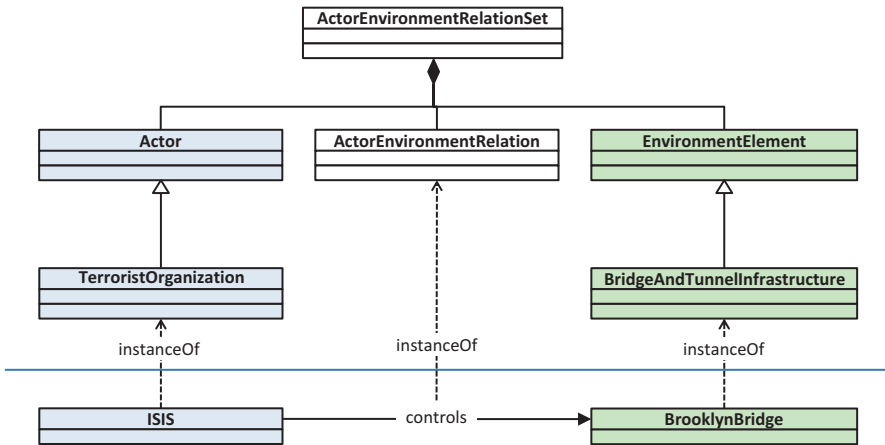 ActorEnvironmentRelationSet
Actor
ActorEnvironmentRelation
EnvironmentElement
TerroristOrganization
BridgeAndTunnelInfrastructure
instanceOf
instanceOf
instanceOf
ISIS
controls
BrooklynBridge